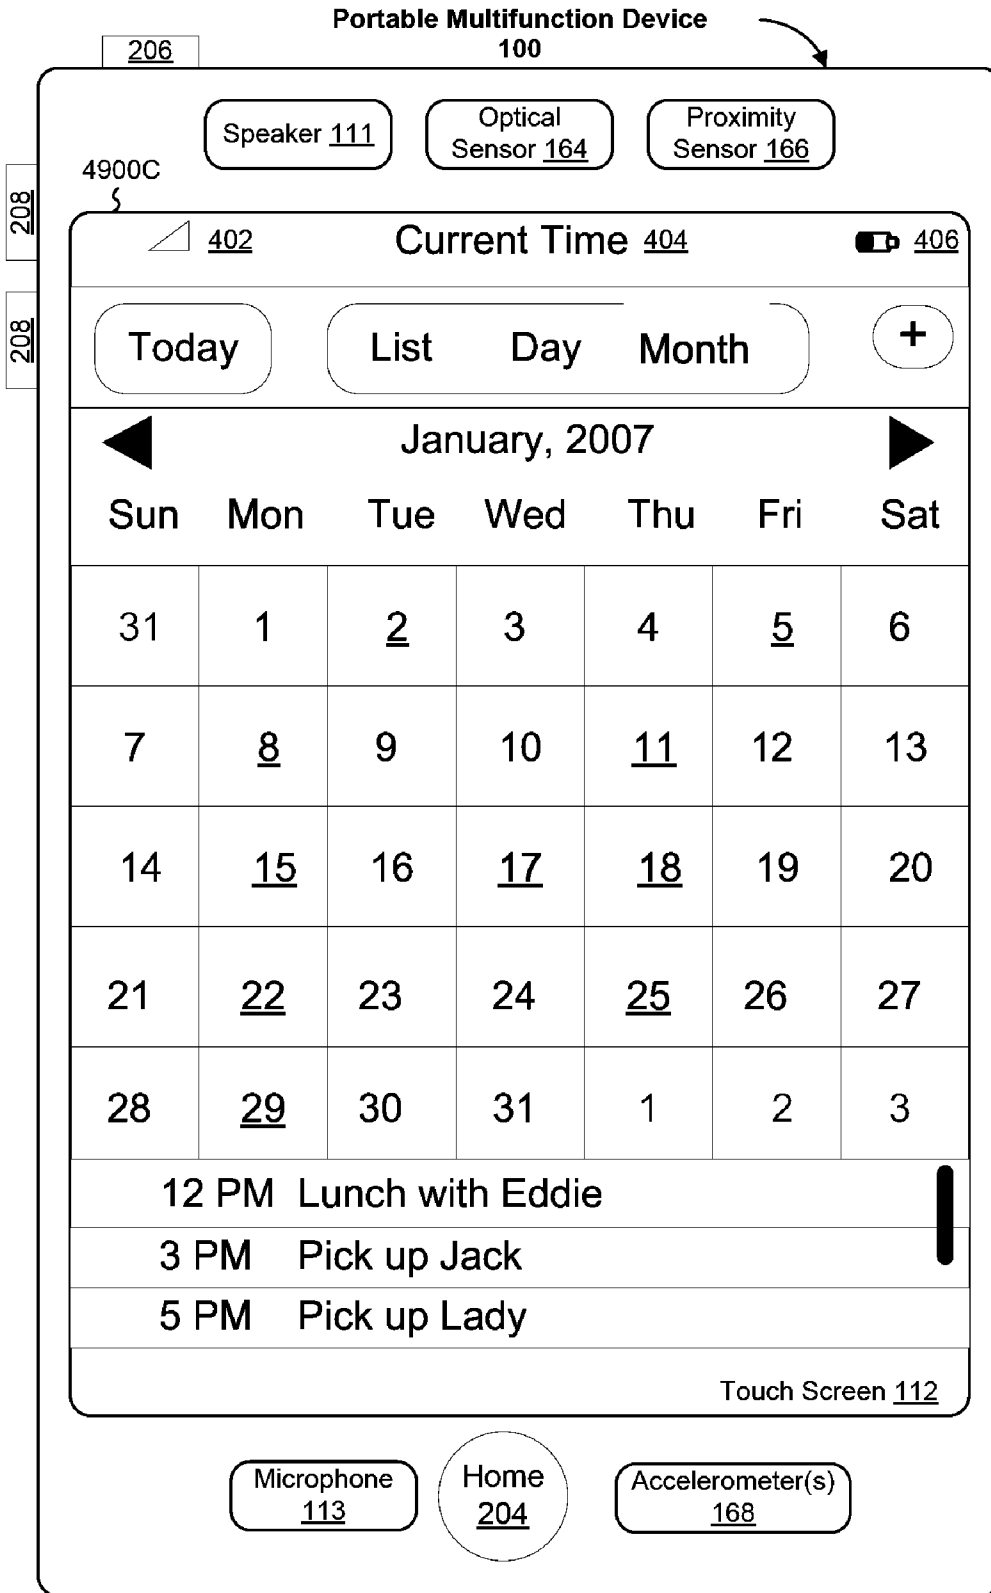 Portable Multifunction Device
100
206
Speaker 111
Optical
Sensor 164
Proximity
Sensor 166
4900C
208
208
402
Current Time 404
406
Today
List Day Month
+
January, 2007
Sun Mon Tue Wed Thu Fri Sat
31 1 2 3 4 5 6
7 8 9 10 11 12 13
14 15 16 17 18 19 20
21 22 23 24 25 26 27
28 29 30 31 1 2 3
12 PM Lunch with Eddie
3 PM Pick up Jack
5 PM Pick up Lady
Touch Screen 112
Microphone
113
Home
204
Accelerometer(s)
168